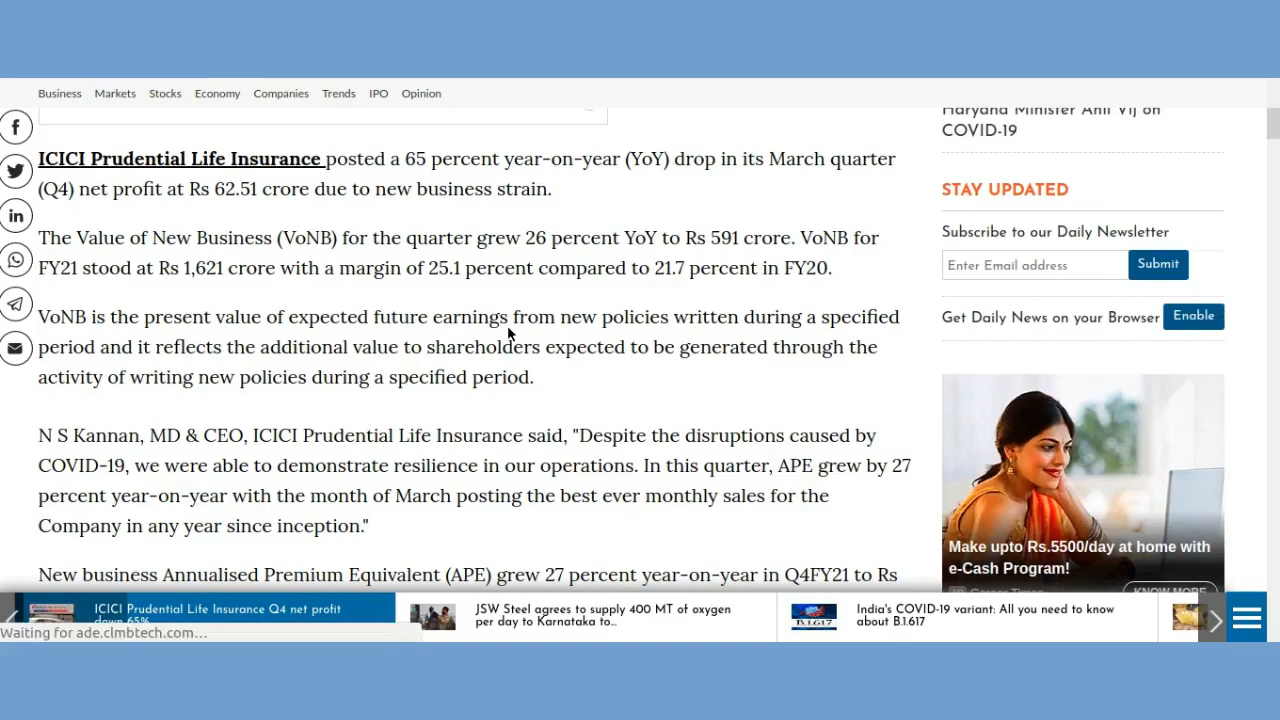 Business Markets Stocks Economy Companies Trends IPO Opinion
ICICI Prudential Life Insurance posted a 65 percent year-on-year (YoY) drop in its March quarter
(Q4) net profit at Rs 62.51 crore due to new business strain.
The Value of New Business (VoNB) for the quarter grew 26 percent YoY to Rs 591 crore. VoNB for
FY21 stood at Rs 1,621 crore with a margin of 25.1 percent compared to 21.7 percent in FY20.
VoNB is the present value of expected future earnings from new policies written during a specified
period and it reflects the additional value to shareholders expected to be generated through the
activity of writing new policies during a specified period.
N S Kannan, MD & CEO, ICICI Prudential Life Insurance said, "Despite the disruptions caused by
COVID-19, we were able to demonstrate resilience in our operations. In this quarter, APE grew by 27
percent year-on-year with the month of March posting the best ever monthly sales for the
Company in any year since inception."
New business Annualised Premium Equivalent (APE) grew 27 percent year-on-year in Q4FY21 to Rs
Haryana Minister Anil Vij on
COVID-19
STAY UPDATED
Subscribe to our Daily Newsletter
Enter Email address Submit
Get Daily News on your Browser Enable
Make upto Rs.5500/day at home with
e-Cash Program!
KNOW MORE
ICICI Prudential Life Insurance Q4 net profit
down 65%
JSW Steel agrees to supply 400 MT of oxygen
per day to Karnataka to...
B.1.617
India's COVID-19 variant: All you need to know
about B.1.617
Waiting for ade.clmbtech.com...